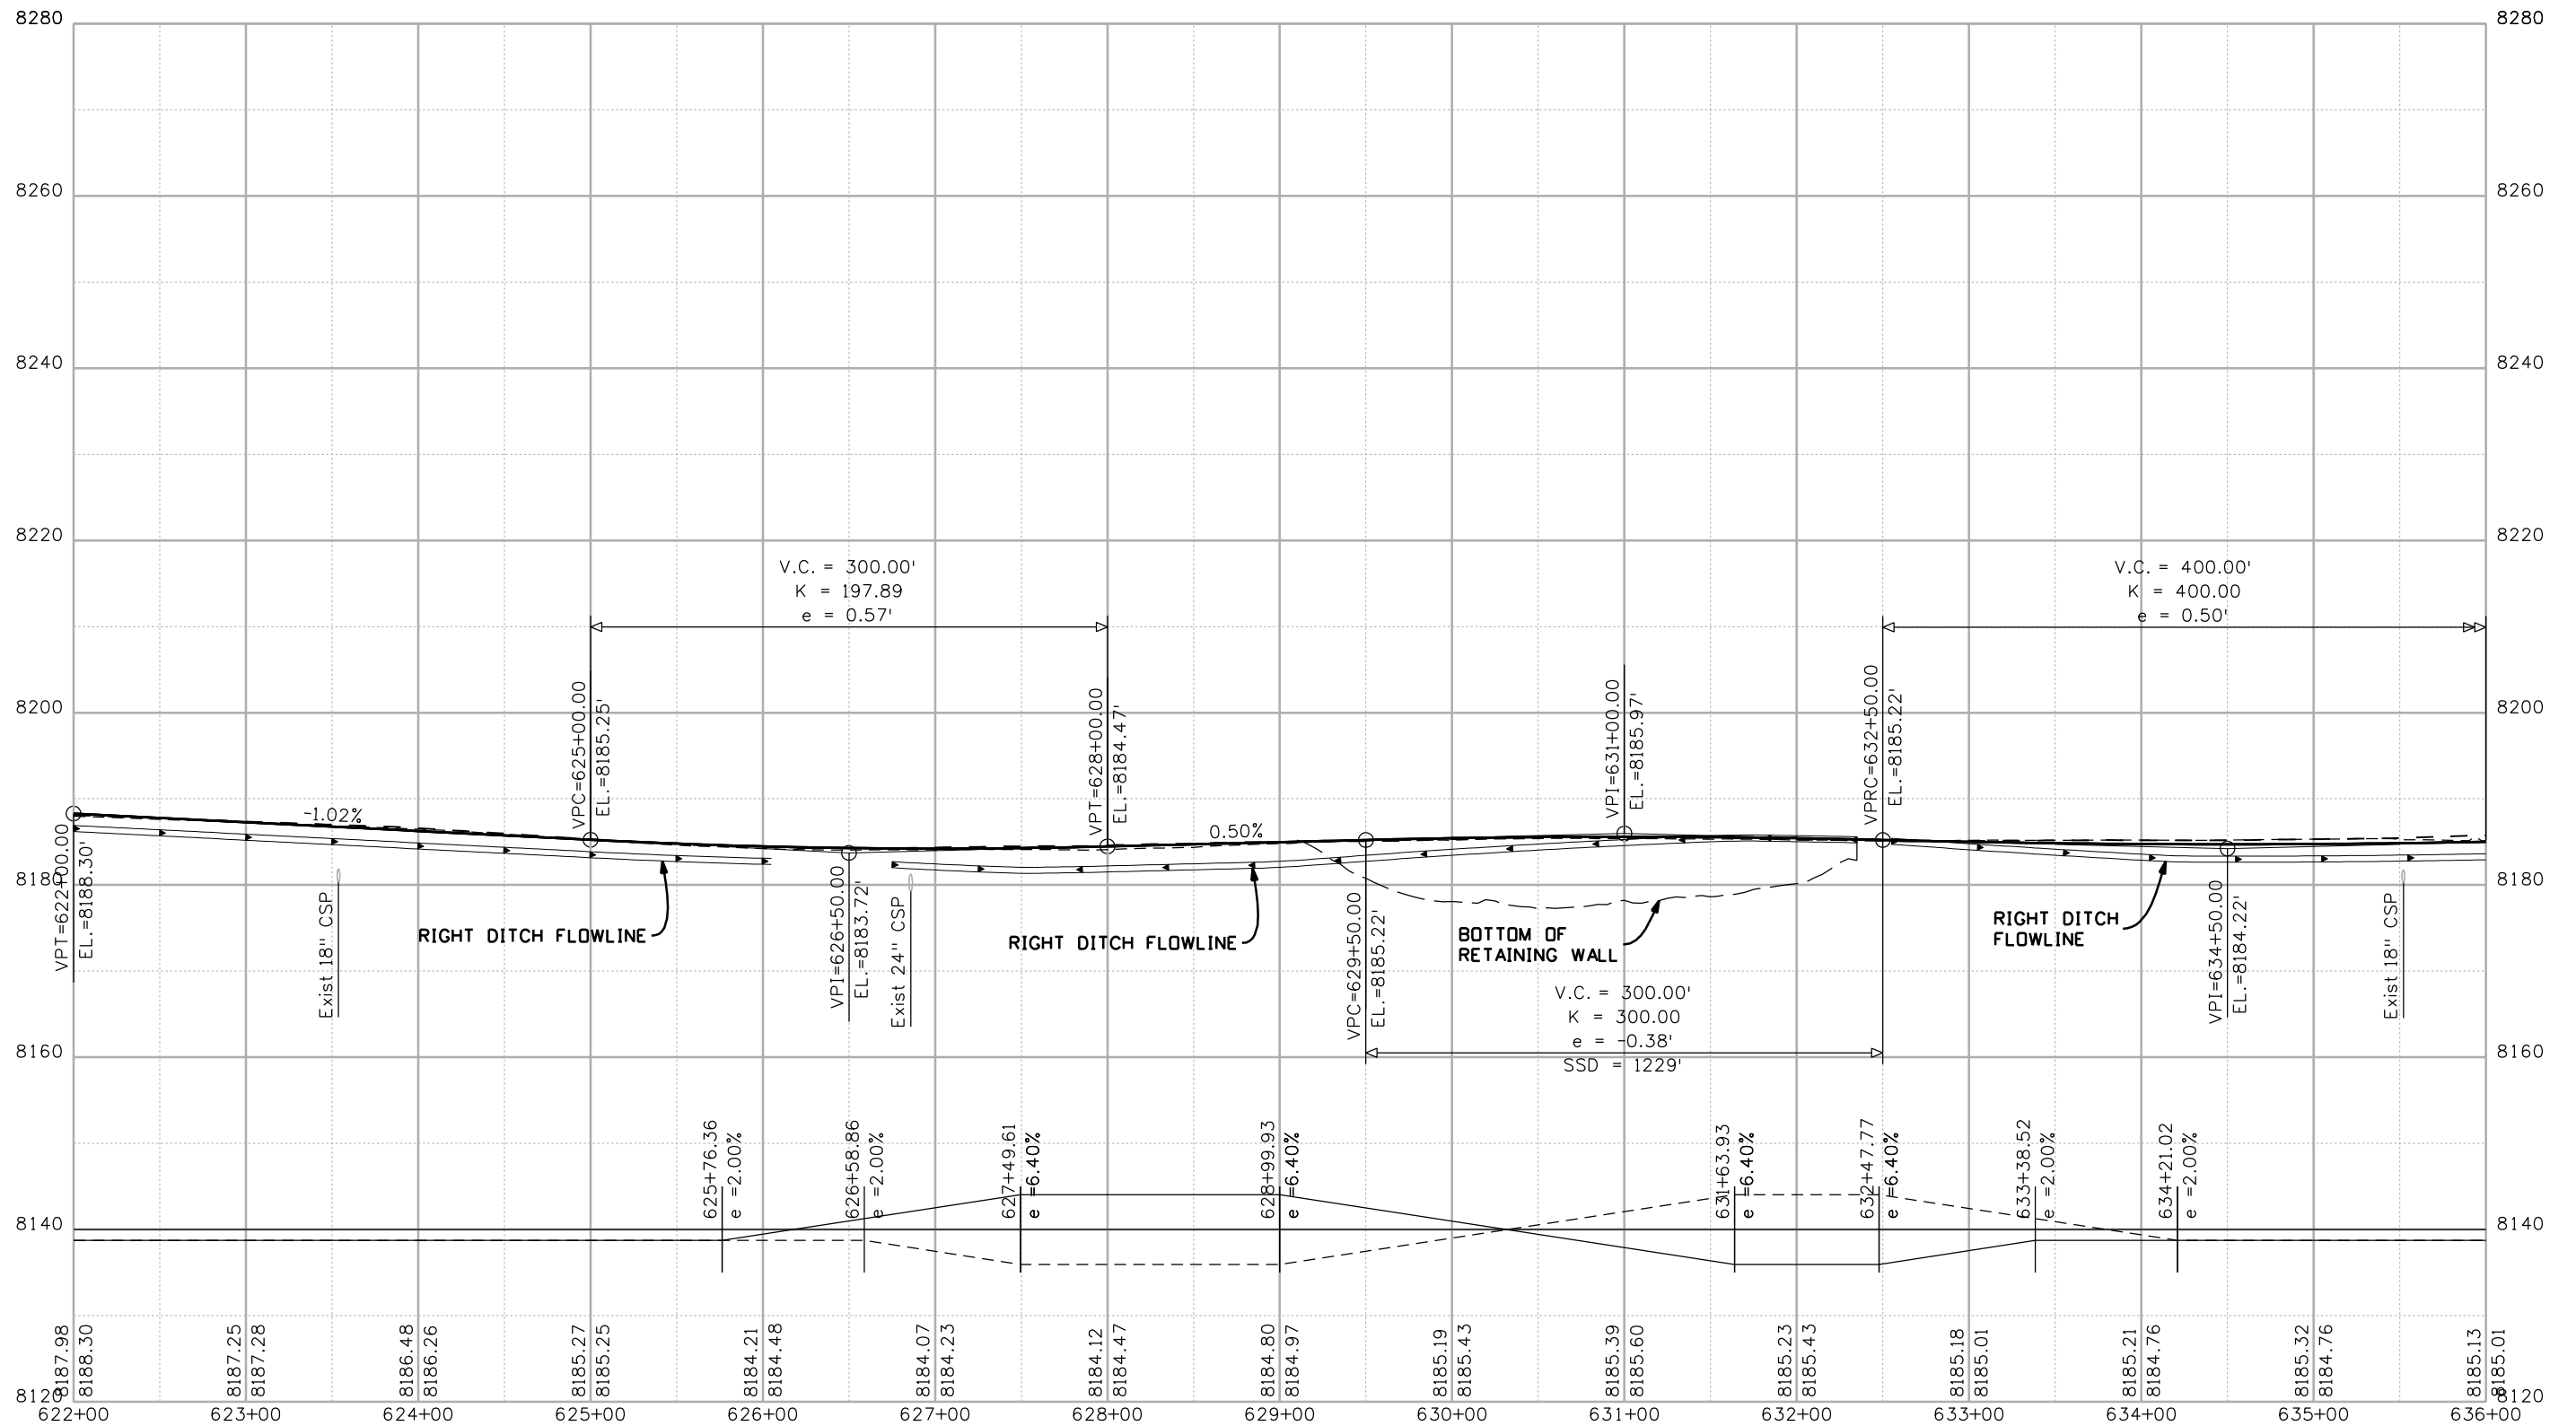 8280 8280
8260 8260
8240 8240
8220 8220
V.C. = 300.00'
K = 197.89
e = 0.57'
V.C. = 400.00'
K = 400.00
e = 0.50'
8200 8200
VPT=622+00.00
EL.=8188.30'
-1.02%
VPC=625+00.00
EL.=8185.25'
VPI=626+50.00
EL.=8183.72'
VPT=628+00.00
EL.=8184.47'
0.50%
VPC=629+50.00
EL.=8185.22'
VPI=631+00.00
EL.=8185.97'
VPRC=632+50.00
EL.=8185.22'
VPI=634+50.00
EL.=8184.22'
8180 8180
Exist 18" CSP
RIGHT DITCH FLOWLINE
Exist 24" CSP
RIGHT DITCH FLOWLINE
BOTTOM OF
RETAINING WALL
RIGHT DITCH
FLOWLINE
Exist 18" CSP
V.C. = 300.00'
K = 300.00
e = -0.38'
SSD = 1229'
8160 8160
625+76.36
e =2.00%
626+58.86
e =2.00%
627+49.61
e =6.40%
628+99.93
e =6.40%
631+63.93
e =6.40%
632+47.77
e =6.40%
633+38.52
e =2.00%
634+21.02
e =2.00%
8140 8140
8187.98
8188.30
8187.25
8187.28
8186.48
8186.26
8185.27
8185.25
8184.21
8184.48
8184.07
8184.23
8184.12
8184.47
8184.80
8184.97
8185.19
8185.43
8185.39
8185.60
8185.23
8185.43
8185.18
8185.01
8185.21
8184.76
8185.32
8184.76
8185.13
8185.01
8120 8120
622+00 623+00 624+00 625+00 626+00 627+00 628+00 629+00 630+00 631+00 632+00 633+00 634+00 635+00 636+00